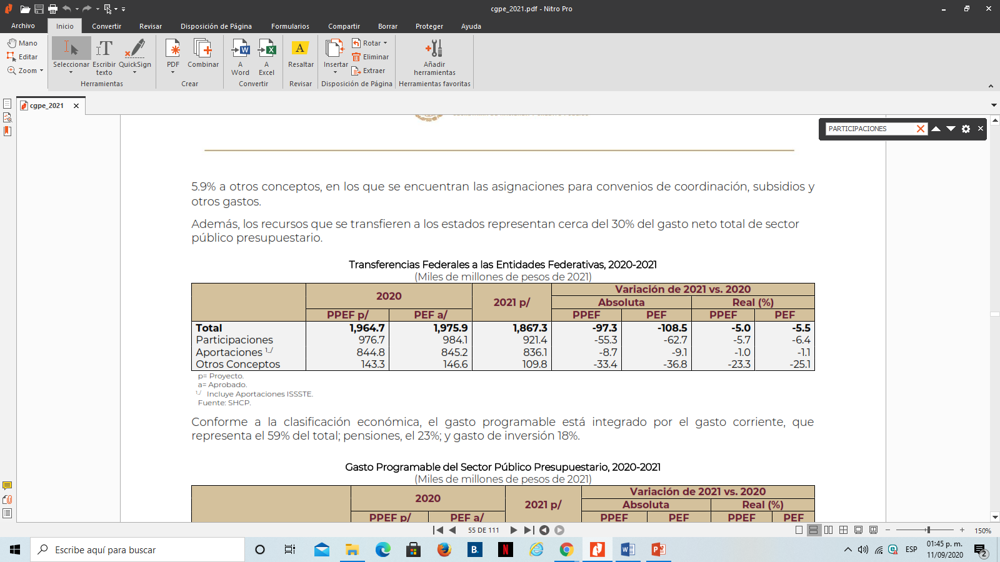 cgpe_2021.pdf - Nitro Pro
Archivo Inicio Convertir Revisar Disposición de Página Formularios Compartir Borrar Proteger Ayuda
Mano
Editar
Zoom
Seleccionar
Escribir texto
QuickSign
Herramientas
PDF
Combinar
Crear
A Word
A Excel
Convertir
Resaltar
Revisar
Insertar
Rotar
Eliminar
Extraer
Disposición de Página
Añadir herramientas
Herramientas favoritas
cgpe_2021
PARTICIPACIONES
5.9% a otros conceptos, en los que se encuentran las asignaciones para convenios de coordinación, subsidios y
otros gastos.
Además, los recursos que se transfieren a los estados representan cerca del 30% del gasto neto total de sector
público presupuestario.
Transferencias Federales a las Entidades Federativas, 2020-2021
(Miles de millones de pesos de 2021)
2020 2021 p/ Variación de 2021 vs. 2020
Absoluta Real (%)
PPEF p/ PEF a/ PPEF PEF PPEF PEF
Total 1,964.7 1,975.9 1,867.3 -97.3 -108.5 -5.0 -5.5
Participaciones 976.7 984.1 921.4 -55.3 -62.7 -5.7 -6.4
Aportaciones 1_/ 844.8 845.2 836.1 -8.7 -9.1 -1.0 -1.1
Otros Conceptos 143.3 146.6 109.8 -33.4 -36.8 -23.3 -25.1
p= Proyecto.
a= Aprobado.
1_/ Incluye Aportaciones ISSSTE.
Fuente: SHCP.
Conforme a la clasificación económica, el gasto programable está integrado por el gasto corriente, que
representa el 59% del total; pensiones, el 23%; y gasto de inversión 18%.
Gasto Programable del Sector Público Presupuestario, 2020-2021
(Miles de millones de pesos de 2021)
2020 2021 p/ Variación de 2021 vs. 2020
Absoluta Real (%)
PPEF p/ PEF a/ PPEF PEF PPEF PEF
55 DE 111
150%
Escribe aquí para buscar
B.
N
ESP
01:45 p. m.
11/09/2020
2